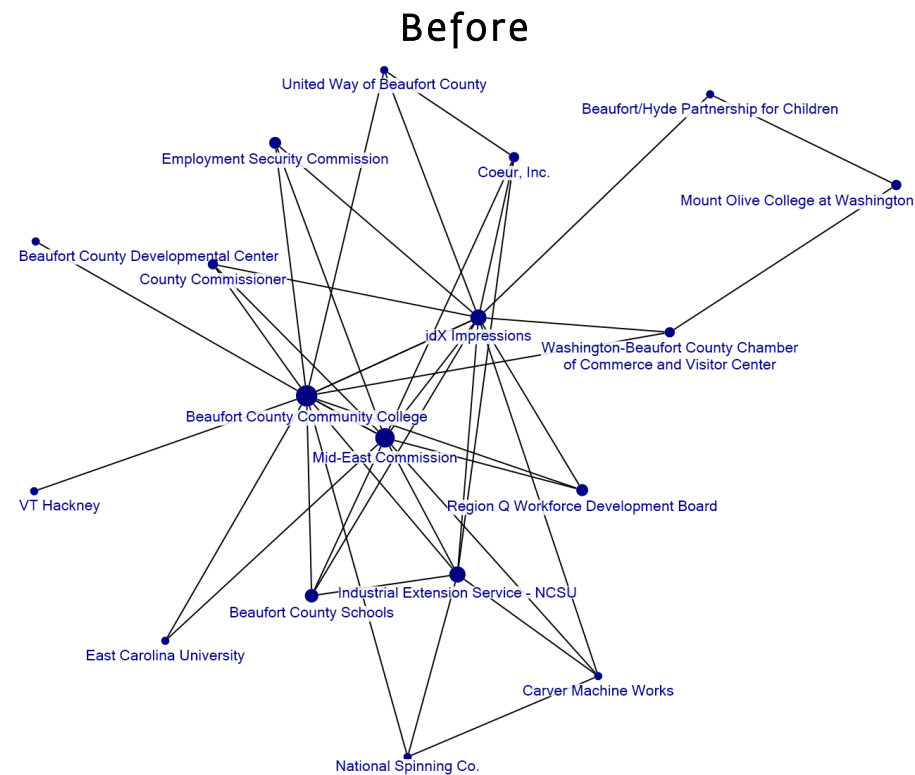 Before
United Way of Beaufort County
Beaufort/Hyde Partnership for Children
Employment Security Commission
Coeur, Inc.
Mount Olive College at Washington
Beaufort County Developmental Center
County Commissioner
idX Impressions
Washington-Beaufort County Chamber
of Commerce and Visitor Center
Beaufort County Community College
Mid-East Commission
VT Hackney
Region Q Workforce Development Board
Industrial Extension Service - NCSU
Beaufort County Schools
East Carolina University
Carver Machine Works
National Spinning Co.